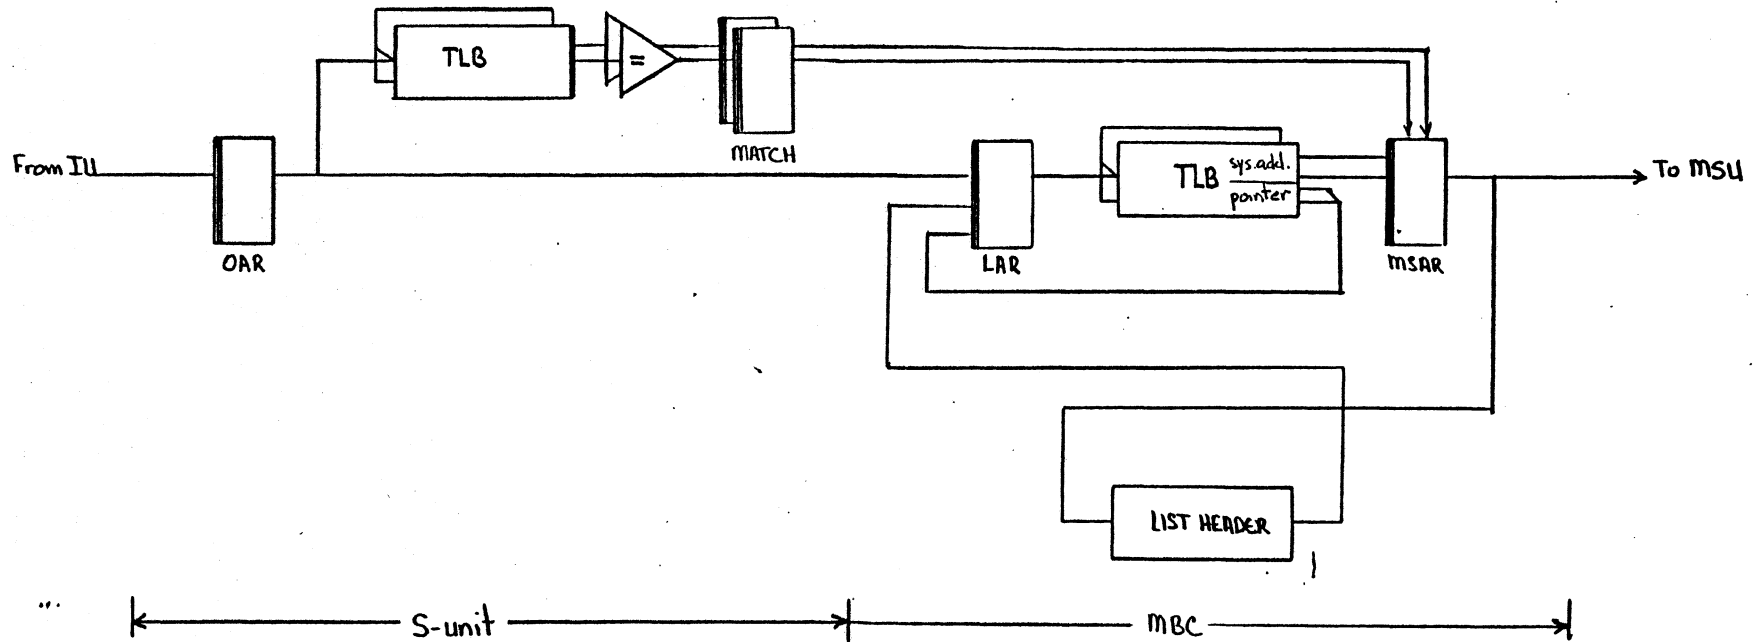 TLB
=
MATCH
From IU
OAR
LAR
TLB
sys.add.
pointer
MSAR
To MSU
LIST HEADER
S-unit
MBC